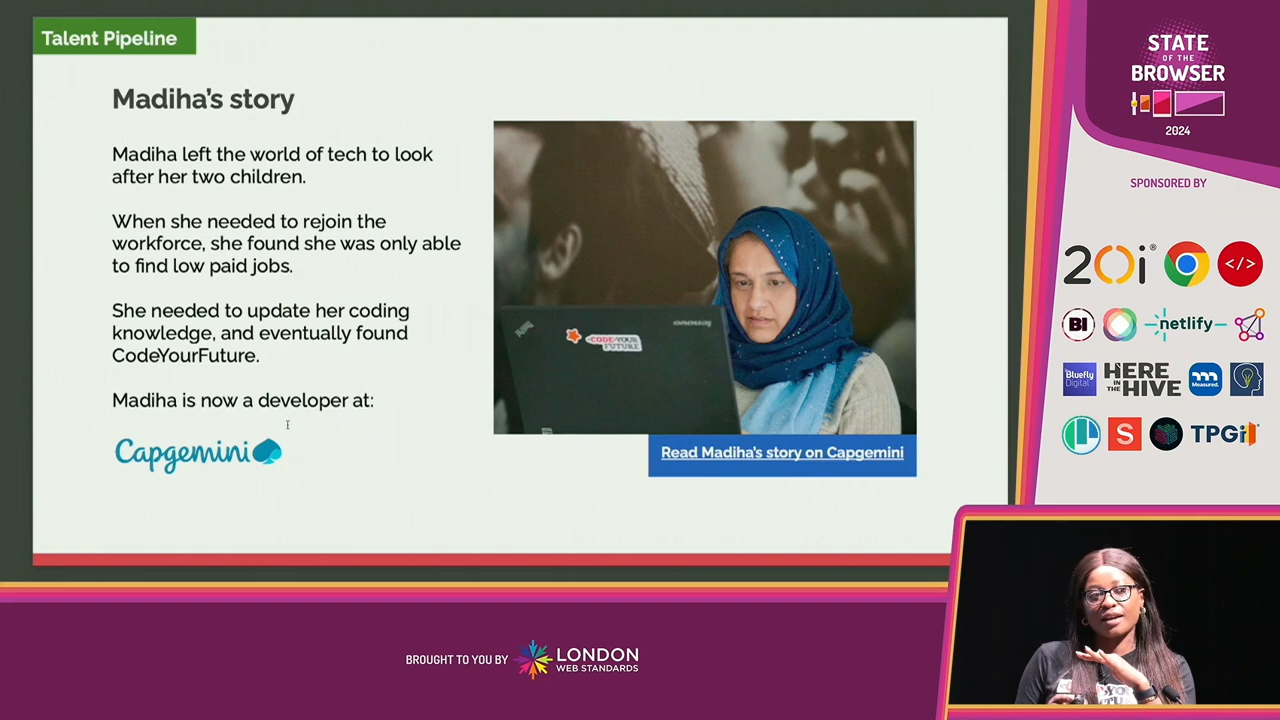 Talent Pipeline
Madiha's story
Madiha left the world of tech to look
after her two children.
When she needed to rejoin the
workforce, she found she was only able
to find low paid jobs.
She needed to update her coding
knowledge, and eventually found
CodeYourFuture.
Madiha is now a developer at:
Capgemini
CODE YOUR
FUTURE
Read Madiha's story on Capgemini
STATE
OF THE
BROWSER
2024
SPONSORED BY
20i®
</>
BI
netlify
Bluefly
Digital
HERE
IN THE
HIVE
Measured.
S
TPGi
BROUGHT TO YOU BY
LONDON
WEB STANDARDS